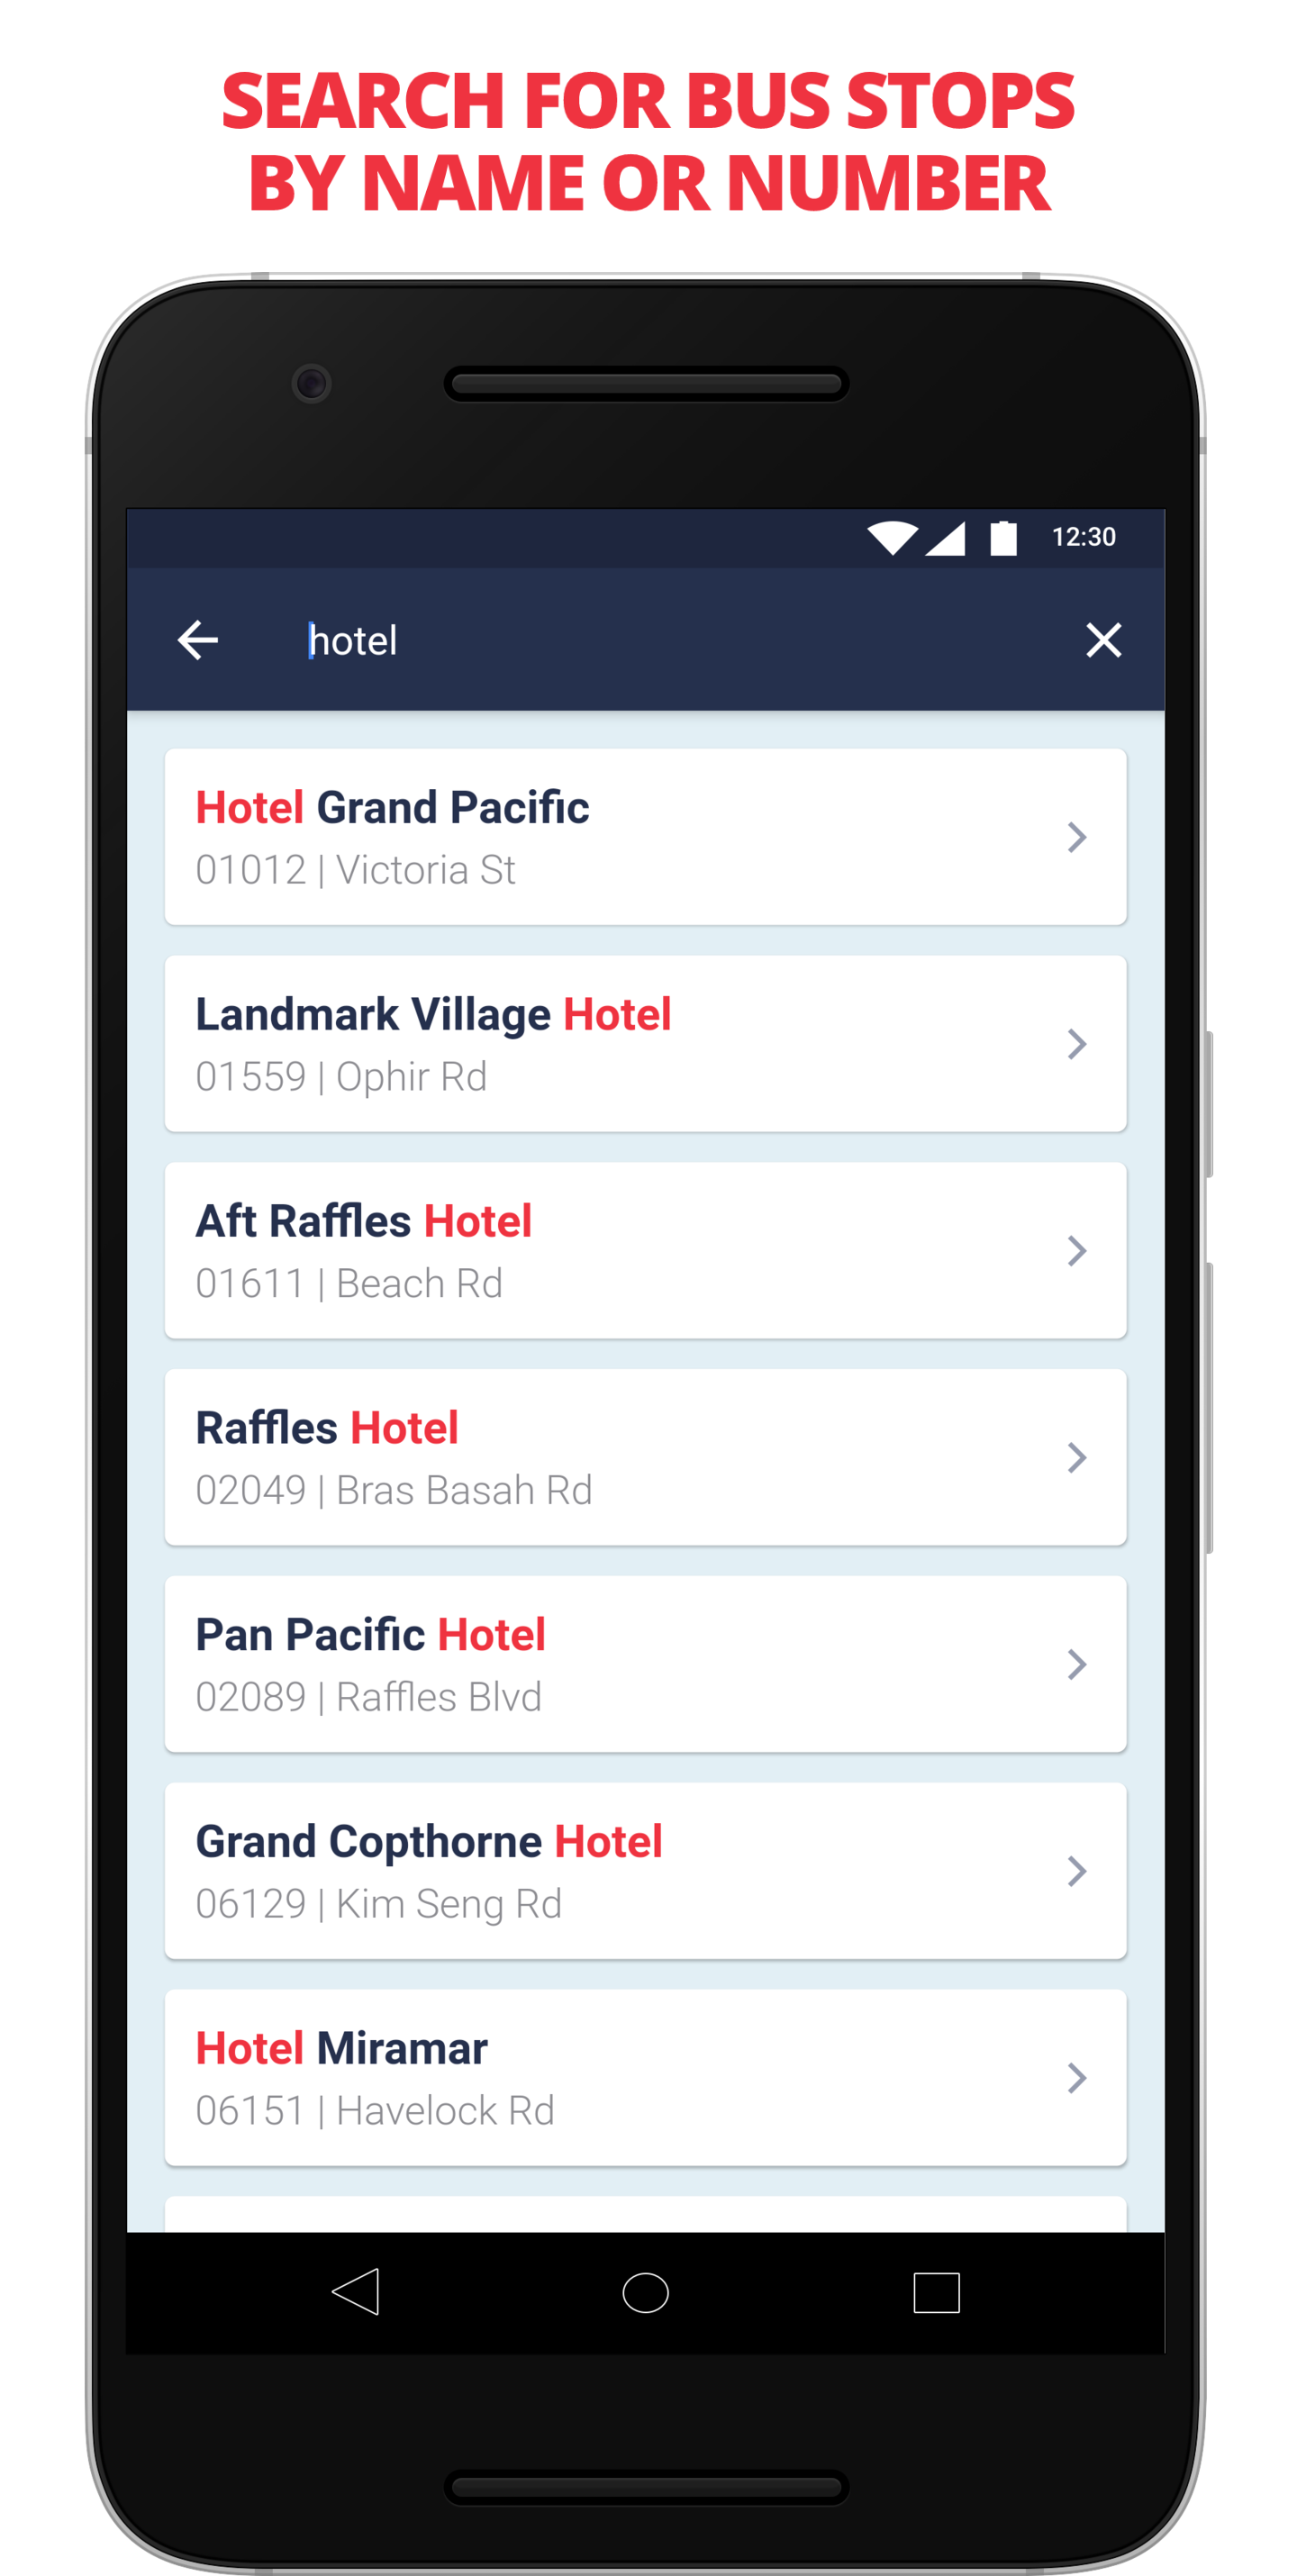 SEARCH FOR BUS STOPS
BY NAME OR NUMBER
12:30
hotel
Hotel Grand Pacific
01012 | Victoria St
Landmark Village Hotel
01559 | Ophir Rd
Aft Raffles Hotel
01611 | Beach Rd
Raffles Hotel
02049 | Bras Basah Rd
Pan Pacific Hotel
02089 | Raffles Blvd
Grand Copthorne Hotel
06129 | Kim Seng Rd
Hotel Miramar
06151 | Havelock Rd